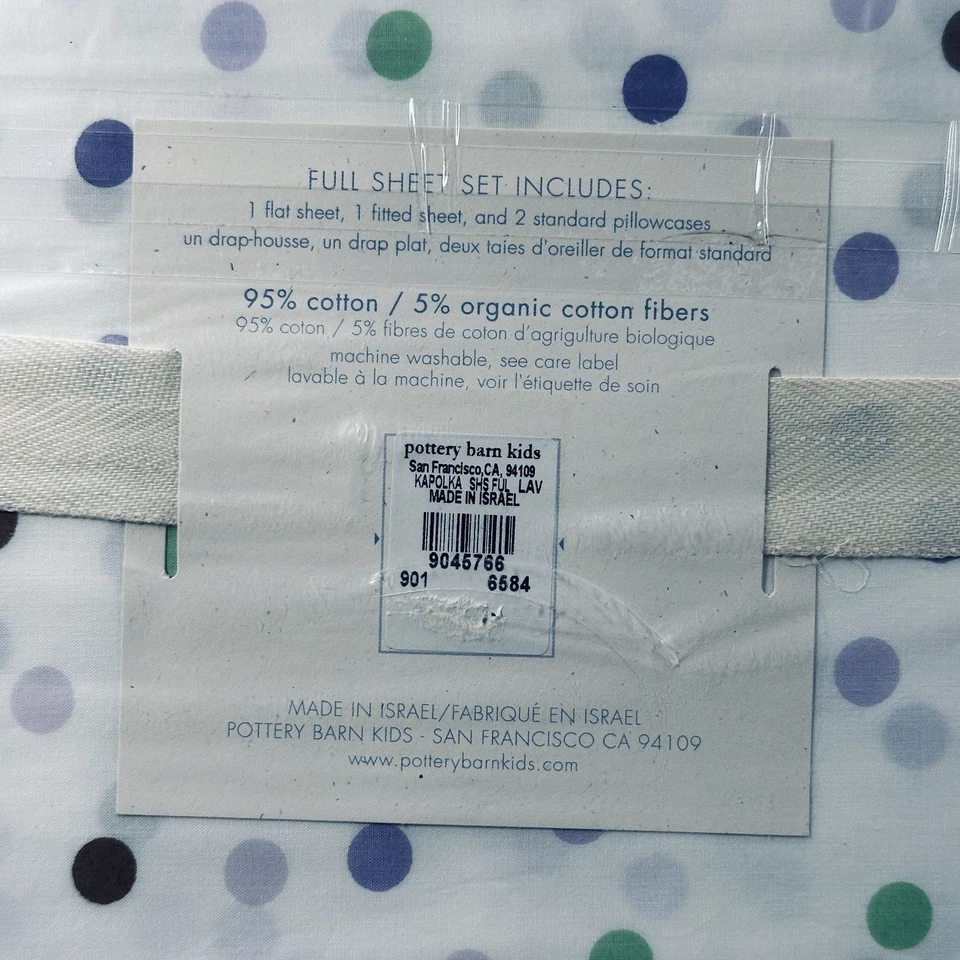 FULL SHEET SET INCLUDES:
1 flat sheet, 1 fitted sheet, and 2 standard pillowcases
un drap-housse, un drap plat, deux taies d'oreiller de format standard
95% cotton / 5% organic cotton fibers
95% coton / 5% fibres de coton d'agrigulture biologique
machine washable, see care label
lavable à la machine, voir l'étiquette de soin
pottery barn kids
San Francisco,CA, 94109
KAPOLKA SHS FUL LAV
MADE IN ISRAEL
9045766
901 6584
MADE IN ISRAEL/FABRIQUÉ EN ISRAEL
POTTERY BARN KIDS - SAN FRANCISCO CA 94109
www.potterybarnkids.com